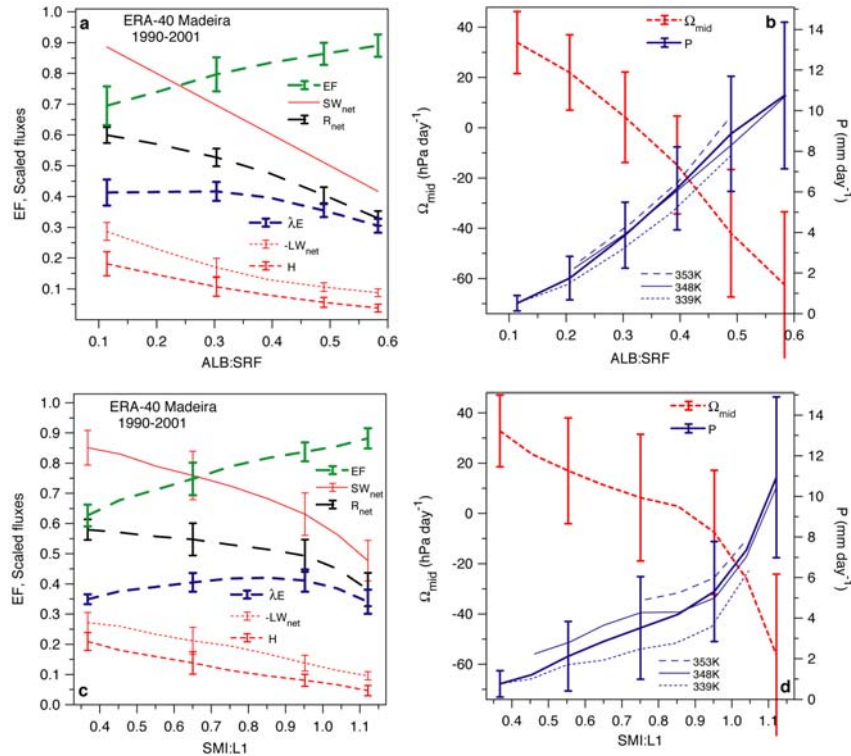 a
ERA-40 Madeira
1990-2001
EF
SWnet
Rnet
λE
-LWnet
H
EF, Scaled fluxes
1.0
0.9
0.8
0.7
0.6
0.5
0.4
0.3
0.2
0.1
0.1 0.2 0.3 0.4 0.5 0.6
ALB:SRF
b
Ωmid
P
353K
348K
339K
Ωmid (hPa day-1)
40
20
0
-20
-40
-60
P (mm day-1)
14
12
10
8
6
4
2
0
0.1 0.2 0.3 0.4 0.5 0.6
ALB:SRF
ERA-40 Madeira
1990-2001
EF
SWnet
Rnet
λE
-LWnet
H
c
EF, Scaled fluxes
1.0
0.9
0.8
0.7
0.6
0.5
0.4
0.3
0.2
0.1
0.0
0.4 0.5 0.6 0.7 0.8 0.9 1.0 1.1
SMI:L1
Ωmid
P
353K
348K
339K
d
Ωmid (hPa day-1)
40
20
0
-20
-40
-60
P (mm day-1)
14
12
10
8
6
4
2
0
0.4 0.5 0.6 0.7 0.8 0.9 1.0 1.1
SMI:L1